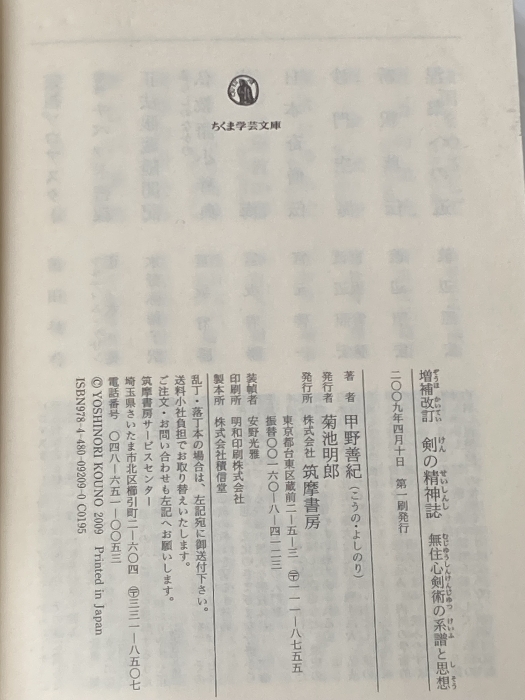 ちくま学芸文庫
増補改訂 剣の精神誌 無住心剣術の系譜と思想
二〇〇九年四月十日 第一刷発行
著者 甲野善紀（こうの・よしのり）
発行者 菊池明郎
発行所 株式会社 筑摩書房
東京都台東区蔵前二―五―三 〒一一一―八七五五
振替〇〇一六〇―八―四一二三
装幀者 安野光雅
印刷所 明和印刷株式会社
製本所 株式会社積信堂
乱丁・落丁本の場合は、左記宛に御送付下さい。
送料小社負担でお取り替えいたします。
ご注文・お問い合わせも左記へお願いします。
筑摩書房サービスセンター
埼玉県さいたま市北区櫛引町二―六〇四 〒三三一―八五〇七
電話番号 〇四八―六五一―〇〇五三
© YOSHINORI KOUNO 2009 Printed in Japan
ISBN978-4-480-09209-0 C0195